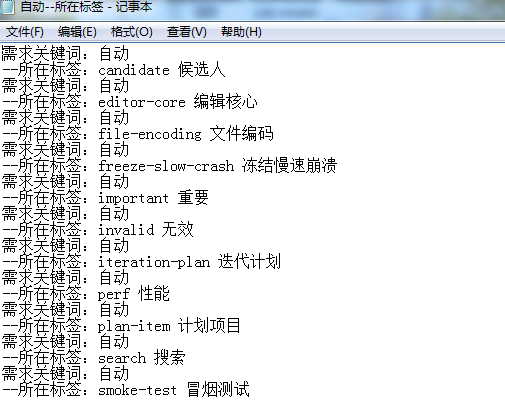 自动--所在标签 - 记事本
文件(F) 编辑(E) 格式(O) 查看(V) 帮助(H)
需求关键词：自动
--所在标签：candidate 候选人
需求关键词：自动
--所在标签：editor-core 编辑核心
需求关键词：自动
--所在标签：file-encoding 文件编码
需求关键词：自动
--所在标签：freeze-slow-crash 冻结慢速崩溃
需求关键词：自动
--所在标签：important 重要
需求关键词：自动
--所在标签：invalid 无效
需求关键词：自动
--所在标签：iteration-plan 迭代计划
需求关键词：自动
--所在标签：perf 性能
需求关键词：自动
--所在标签：plan-item 计划项目
需求关键词：自动
--所在标签：search 搜索
需求关键词：自动
--所在标签：smoke-test 冒烟测试